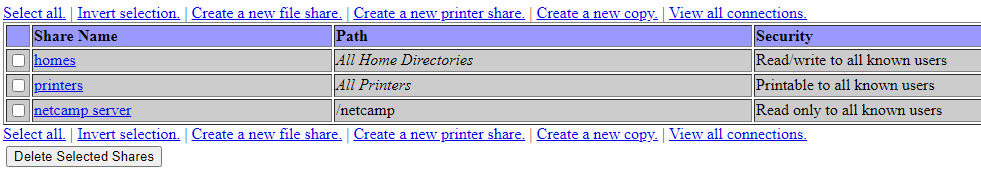 Select all. | Invert selection. | Create a new file share. | Create a new printer share. | Create a new copy. | View all connections.
Share Name Path Security
homes All Home Directories Read/write to all known users
printers All Printers Printable to all known users
netcamp server /netcamp Read only to all known users
Select all. | Invert selection. | Create a new file share. | Create a new printer share. | Create a new copy. | View all connections.
Delete Selected Shares